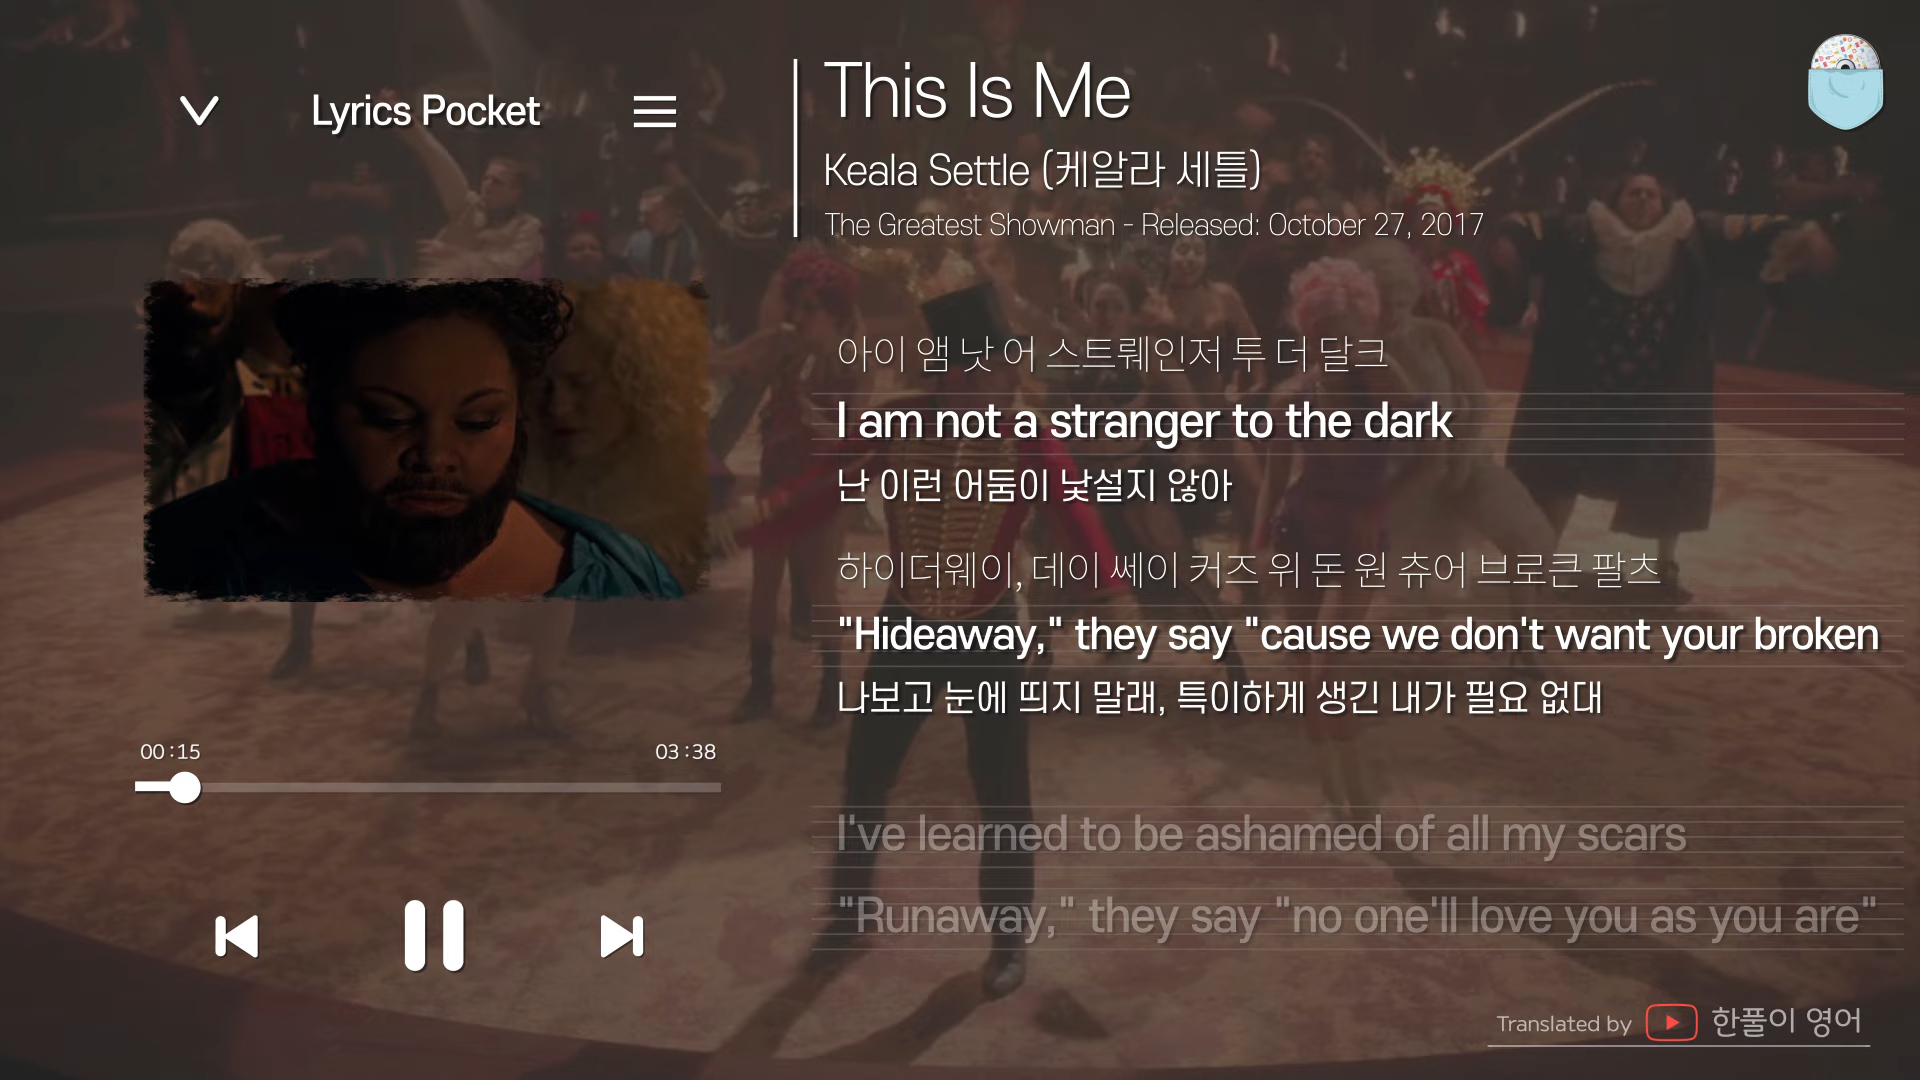 Lyrics Pocket
This Is Me
Keala Settle (케알라 세틀)
The Greatest Showman - Released: October 27, 2017
아이 앰 낫 어 스트뤠인저 투 더 달크
I am not a stranger to the dark
난 이런 어둠이 낯설지 않아
하이더웨이, 데이 쎄이 커즈 위 돈 원 츄어 브로큰 팔츠
"Hideaway," they say "cause we don't want your broken
나보고 눈에 띄지 말래, 특이하게 생긴 내가 필요 없대
00:15
03:38
I've learned to be ashamed of all my scars
"Runaway," they say "no one'll love you as you are"
Translated by 한풀이 영어